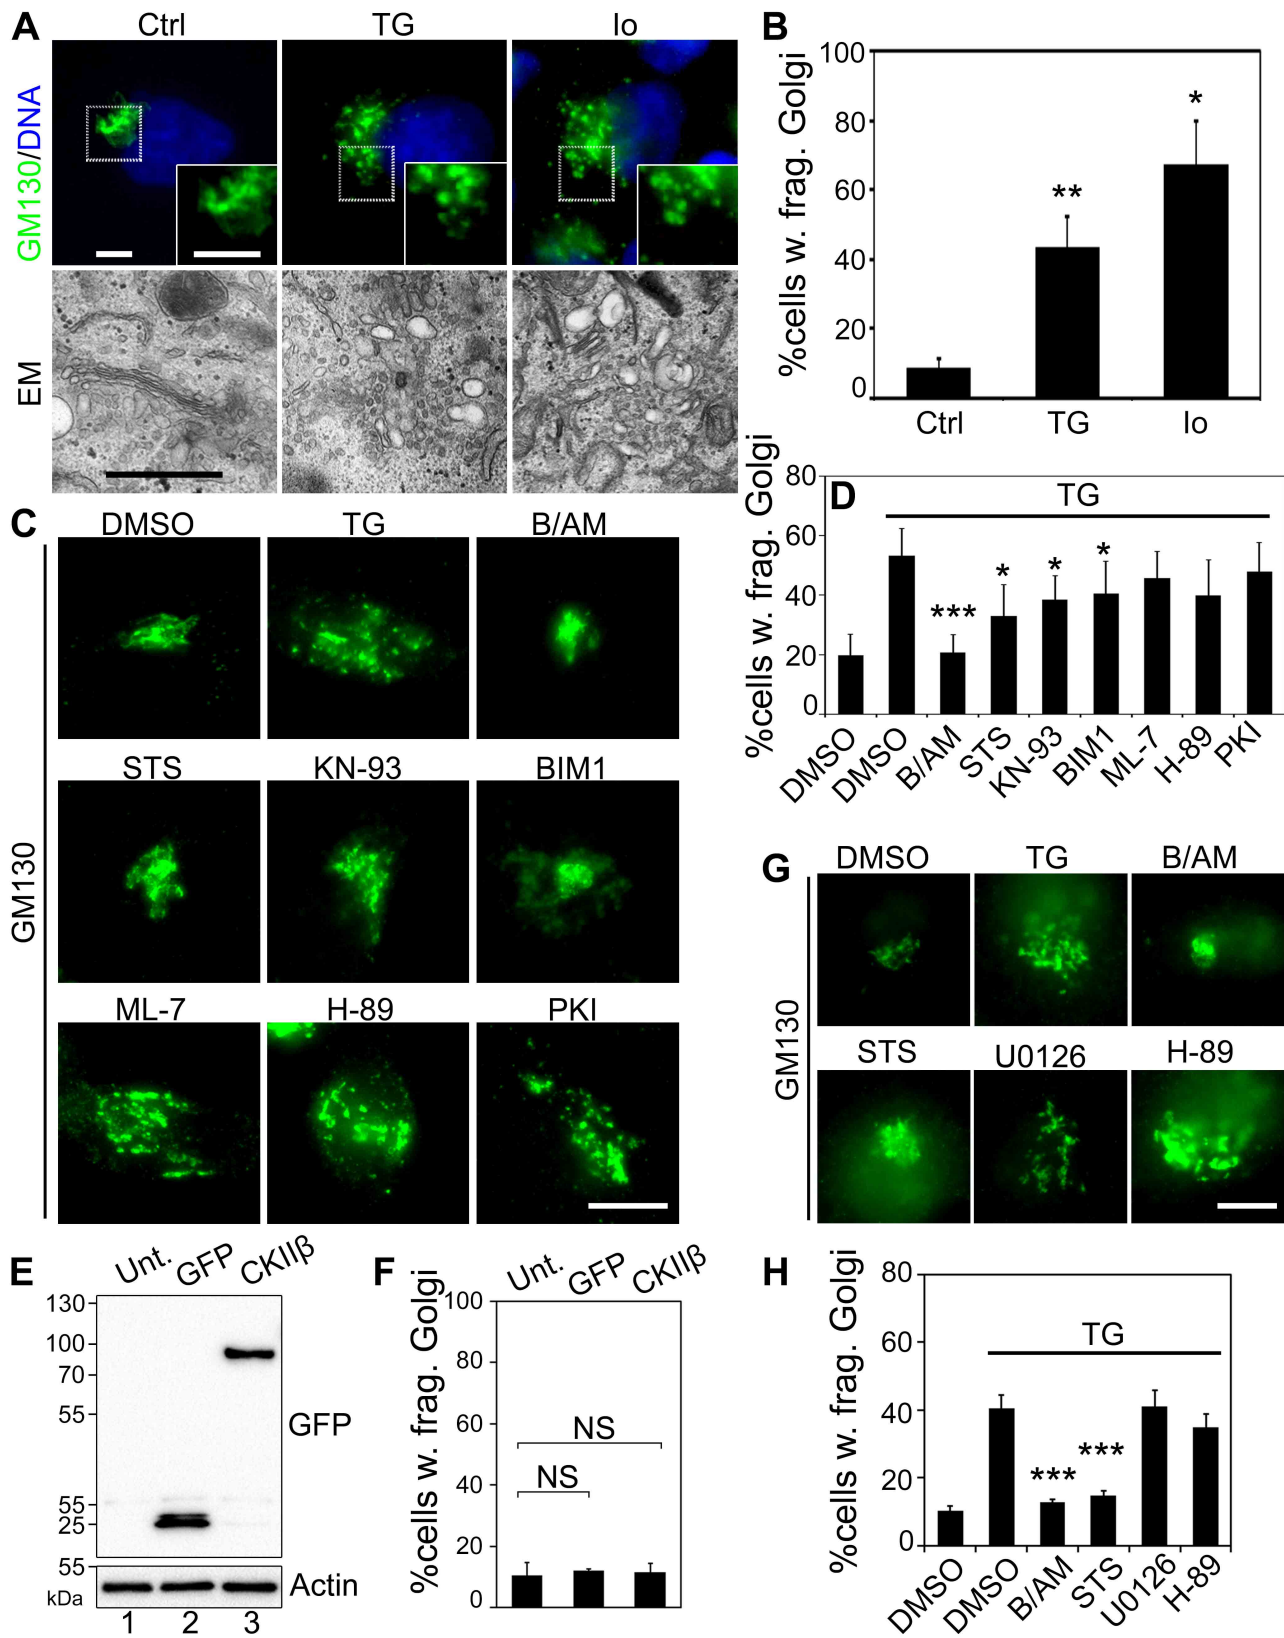 A
Ctrl
TG
Io
GM130/DNA
EM
B
%cells w. frag. Golgi
100
80
60
40
20
0
**
*
Ctrl
TG
Io
C
DMSO
TG
B/AM
STS
KN-93
BIM1
ML-7
H-89
PKI
GM130
D
%cells w. frag. Golgi
80
60
40
20
0
TG
***
*
*
*
DMSO
DMSO
B/AM
STS
KN-93
BIM1
ML-7
H-89
PKI
G
DMSO
TG
B/AM
STS
U0126
H-89
GM130
E
Unt.
GFP
CKIIβ
130
100
70
55
55
25
55
kDa
GFP
Actin
1 2 3
F
Unt.
GFP
CKIIβ
%cells w. frag. Golgi
100
80
60
40
20
0
NS
NS
H
%cells w. frag. Golgi
80
60
40
20
0
TG
***
***
DMSO
DMSO
B/AM
STS
U0126
H-89